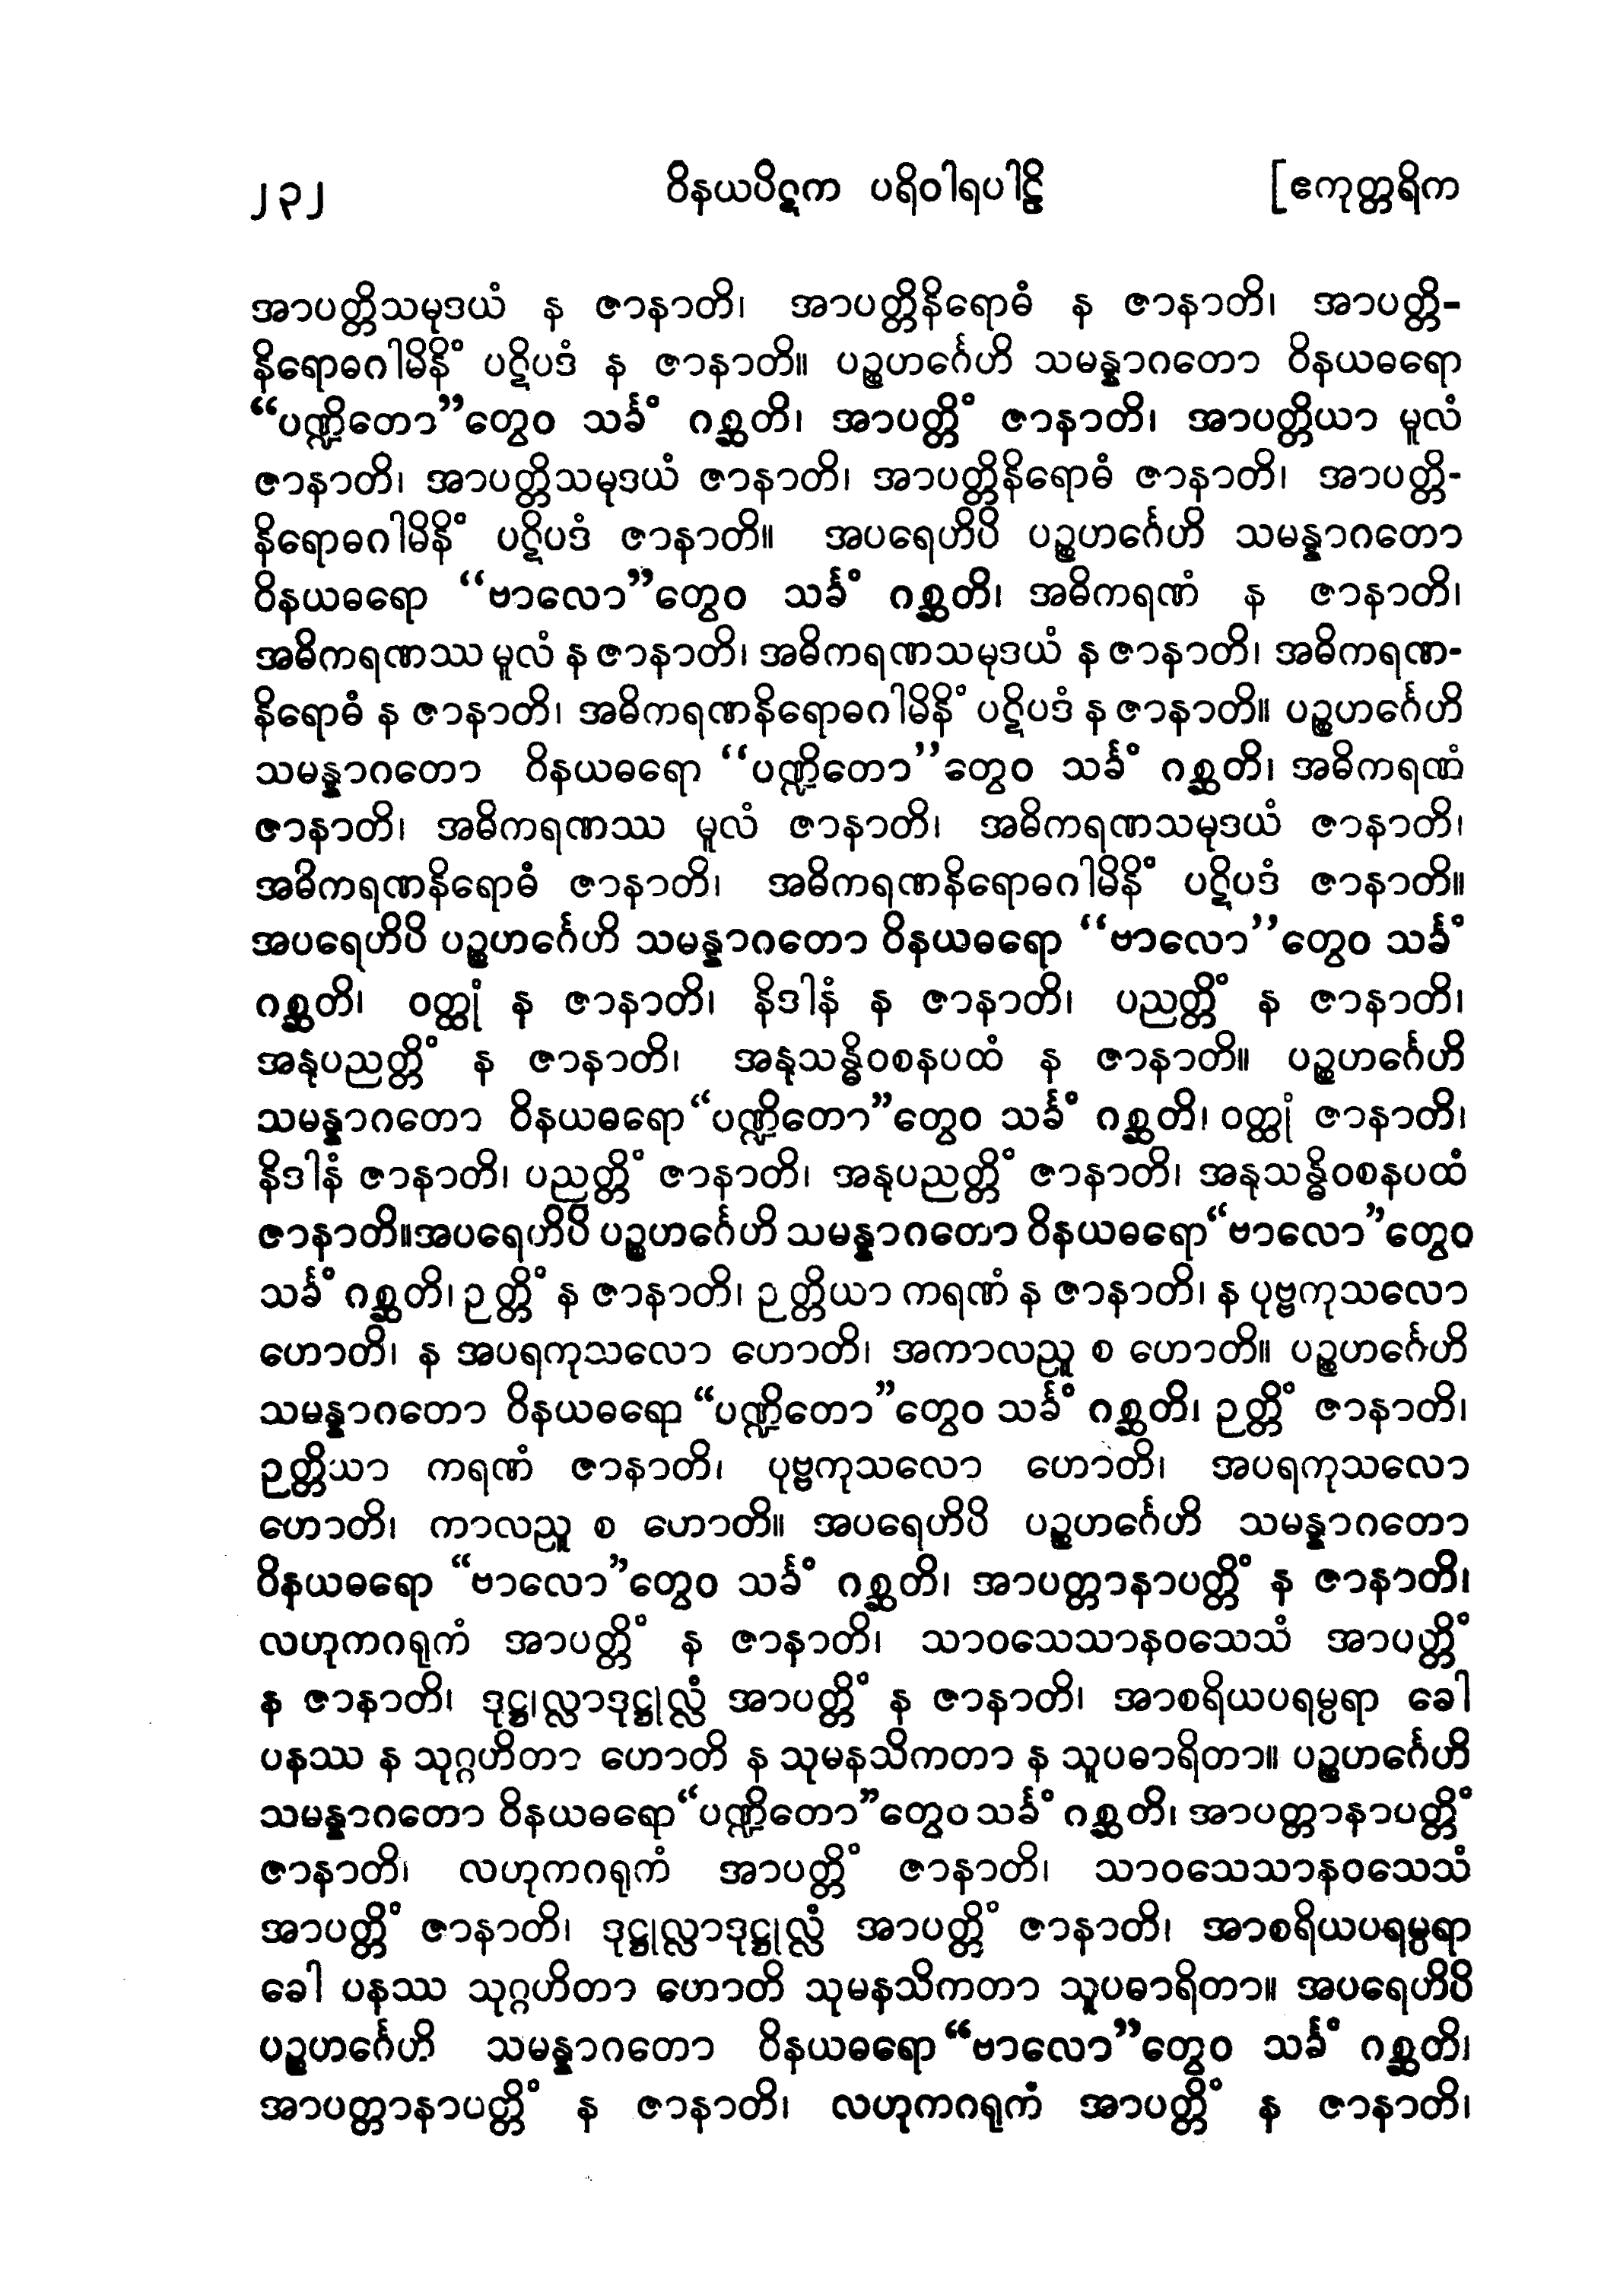 ၂၃၂ ဝိနယပိဋက ပရိဝါရပါဠိ [ဧကုတ္တရိက
အာပတ္တိသမုဒယံ န ဇာနာတိ၊ အာပတ္တိနိရောဓံ န ဇာနာတိ၊ အာပတ္တိ-
နိရောဓဂါမိနိံ ပဋိပဒံ န ဇာနာတိ။ ပဉ္စဟင်္ဂေဟိ သမန္နာဂတော ဝိနယဓရော
“ပဏ္ဍိတော”တွေဝ သင်္ခံ ဂစ္ဆတိ၊ အာပတ္တိံ ဇာနာတိ၊ အာပတ္တိယာ မူလံ
ဇာနာတိ၊ အာပတ္တိသမုဒယံ ဇာနာတိ၊ အာပတ္တိနိရောဓံ ဇာနာတိ၊ အာပတ္တိ-
နိရောဓဂါမိနိံ ပဋိပဒံ ဇာနာတိ။ အပရေဟိပိ ပဉ္စဟင်္ဂေဟိ သမန္နာဂတော
ဝိနယဓရော “ဗာလော”တွေဝ သင်္ခံ ဂစ္ဆတိ၊ အဓိကရဏံ န ဇာနာတိ၊
အဓိကရဏဿ မူလံ န ဇာနာတိ၊ အဓိကရဏသမုဒယံ န ဇာနာတိ၊ အဓိကရဏ-
နိရောဓံ န ဇာနာတိ၊ အဓိကရဏနိရောဓဂါမိနိံ ပဋိပဒံ န ဇာနာတိ။ ပဉ္စဟင်္ဂေဟိ
သမန္နာဂတော ဝိနယဓရော “ပဏ္ဍိတော”တွေဝ သင်္ခံ ဂစ္ဆတိ၊ အဓိကရဏံ
ဇာနာတိ၊ အဓိကရဏဿ မူလံ ဇာနာတိ၊ အဓိကရဏသမုဒယံ ဇာနာတိ၊
အဓိကရဏနိရောဓံ ဇာနာတိ၊ အဓိကရဏနိရောဓဂါမိနိံ ပဋိပဒံ ဇာနာတိ။
အပရေဟိပိ ပဉ္စဟင်္ဂေဟိ သမန္နာဂတော ဝိနယဓရော “ဗာလော”တွေဝ သင်္ခံ
ဂစ္ဆတိ၊ ဝတ္ထုံ န ဇာနာတိ၊ နိဒါနံ န ဇာနာတိ၊ ပညတ္တိံ န ဇာနာတိ၊
အနုပညတ္တိံ န ဇာနာတိ၊ အနုသန္ဓိဝစနပထံ န ဇာနာတိ။ ပဉ္စဟင်္ဂေဟိ
သမန္နာဂတော ဝိနယဓရော“ပဏ္ဍိတော”တွေဝ သင်္ခံ ဂစ္ဆတိ၊ ဝတ္ထုံ ဇာနာတိ၊
နိဒါနံ ဇာနာတိ၊ ပညတ္တိံ ဇာနာတိ၊ အနုပညတ္တိံ ဇာနာတိ၊ အနုသန္ဓိဝစနပထံ
ဇာနာတိ။အပရေဟိပိ ပဉ္စဟင်္ဂေဟိ သမန္နာဂတော ဝိနယဓရော“ဗာလော”တွေဝ
သင်္ခံ ဂစ္ဆတိ၊ ဉတ္တိံ န ဇာနာတိ၊ ဉတ္တိယာ ကရဏံ န ဇာနာတိ၊ န ပုဗ္ဗကုသလော
ဟောတိ၊ န အပရကုသလော ဟောတိ၊ အကာလညူ စ ဟောတိ။ ပဉ္စဟင်္ဂေဟိ
သမန္နာဂတော ဝိနယဓရော “ပဏ္ဍိတော”တွေဝ သင်္ခံ ဂစ္ဆတိ၊ ဉတ္တိံ ဇာနာတိ၊
ဉတ္တိယာ ကရဏံ ဇာနာတိ၊ ပုဗ္ဗကုသလော ဟောတိ၊ အပရကုသလော
ဟောတိ၊ ကာလညူ စ ဟောတိ။ အပရေဟိပိ ပဉ္စဟင်္ဂေဟိ သမန္နာဂတော
ဝိနယဓရော “ဗာလော”တွေဝ သင်္ခံ ဂစ္ဆတိ၊ အာပတ္တာနာပတ္တိံ န ဇာနာတိ၊
လဟုကဂရုကံ အာပတ္တိံ န ဇာနာတိ၊ သာဝသေသာနဝသေသံ အာပတ္တိံ
န ဇာနာတိ၊ ဒုဋ္ဌုလ္လာဒုဋ္ဌုလ္လံ အာပတ္တိံ န ဇာနာတိ၊ အာစရိယပရမ္ပရာ ခေါ
ပနဿ န သုဂ္ဂဟိတာ ဟောတိ န သုမနသိကတာ န သူပဓာရိတာ။ ပဉ္စဟင်္ဂေဟိ
သမန္နာဂတော ဝိနယဓရော“ပဏ္ဍိတော”တွေဝ သင်္ခံ ဂစ္ဆတိ၊ အာပတ္တာနာပတ္တိံ
ဇာနာတိ၊ လဟုကဂရုကံ အာပတ္တိံ ဇာနာတိ၊ သာဝသေသာနဝသေသံ
အာပတ္တိံ ဇာနာတိ၊ ဒုဋ္ဌုလ္လာဒုဋ္ဌုလ္လံ အာပတ္တိံ ဇာနာတိ၊ အာစရိယပရမ္ပရာ
ခေါ ပနဿ သုဂ္ဂဟိတာ ဟောတိ သုမနသိကတာ သူပဓာရိတာ။ အပရေဟိပိ
ပဉ္စဟင်္ဂေဟိ သမန္နာဂတော ဝိနယဓရော“ဗာလော”တွေဝ သင်္ခံ ဂစ္ဆတိ၊
အာပတ္တာနာပတ္တိံ န ဇာနာတိ၊ လဟုကဂရုကံ အာပတ္တိံ န ဇာနာတိ၊